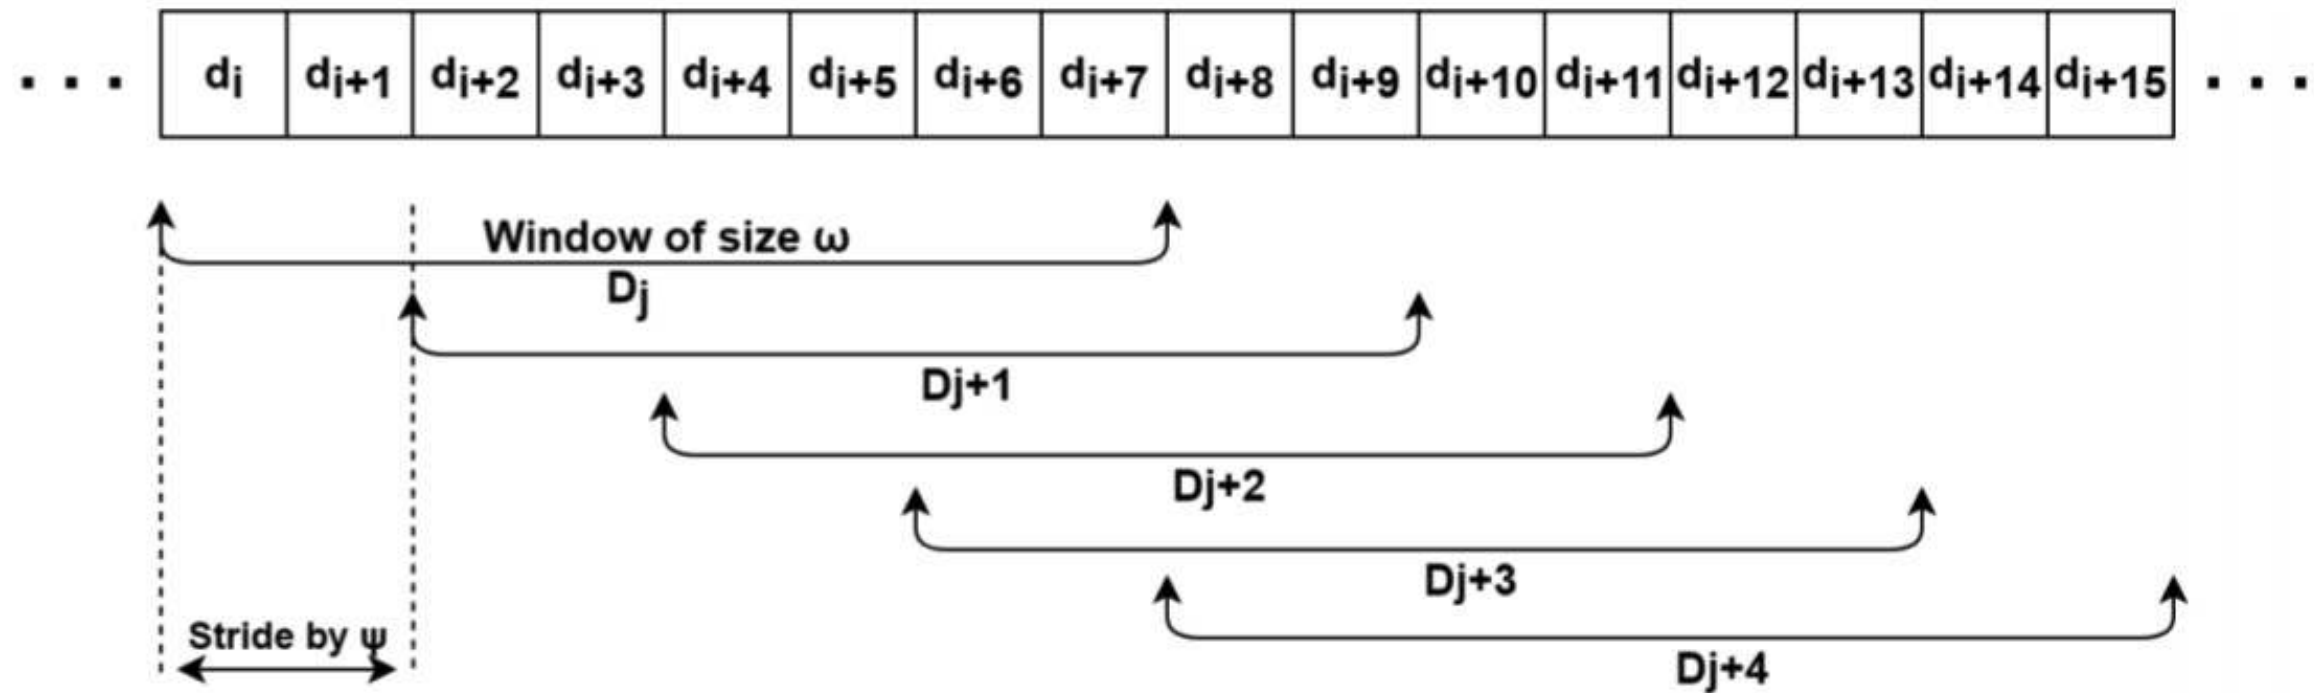 . . . di di+1 di+2 di+3 di+4 di+5 di+6 di+7 di+8 di+9 di+10 di+11 di+12 di+13 di+14 di+15 . . .
Window of size ω
Dj
Dj+1
Dj+2
Dj+3
Stride by ψ
Dj+4